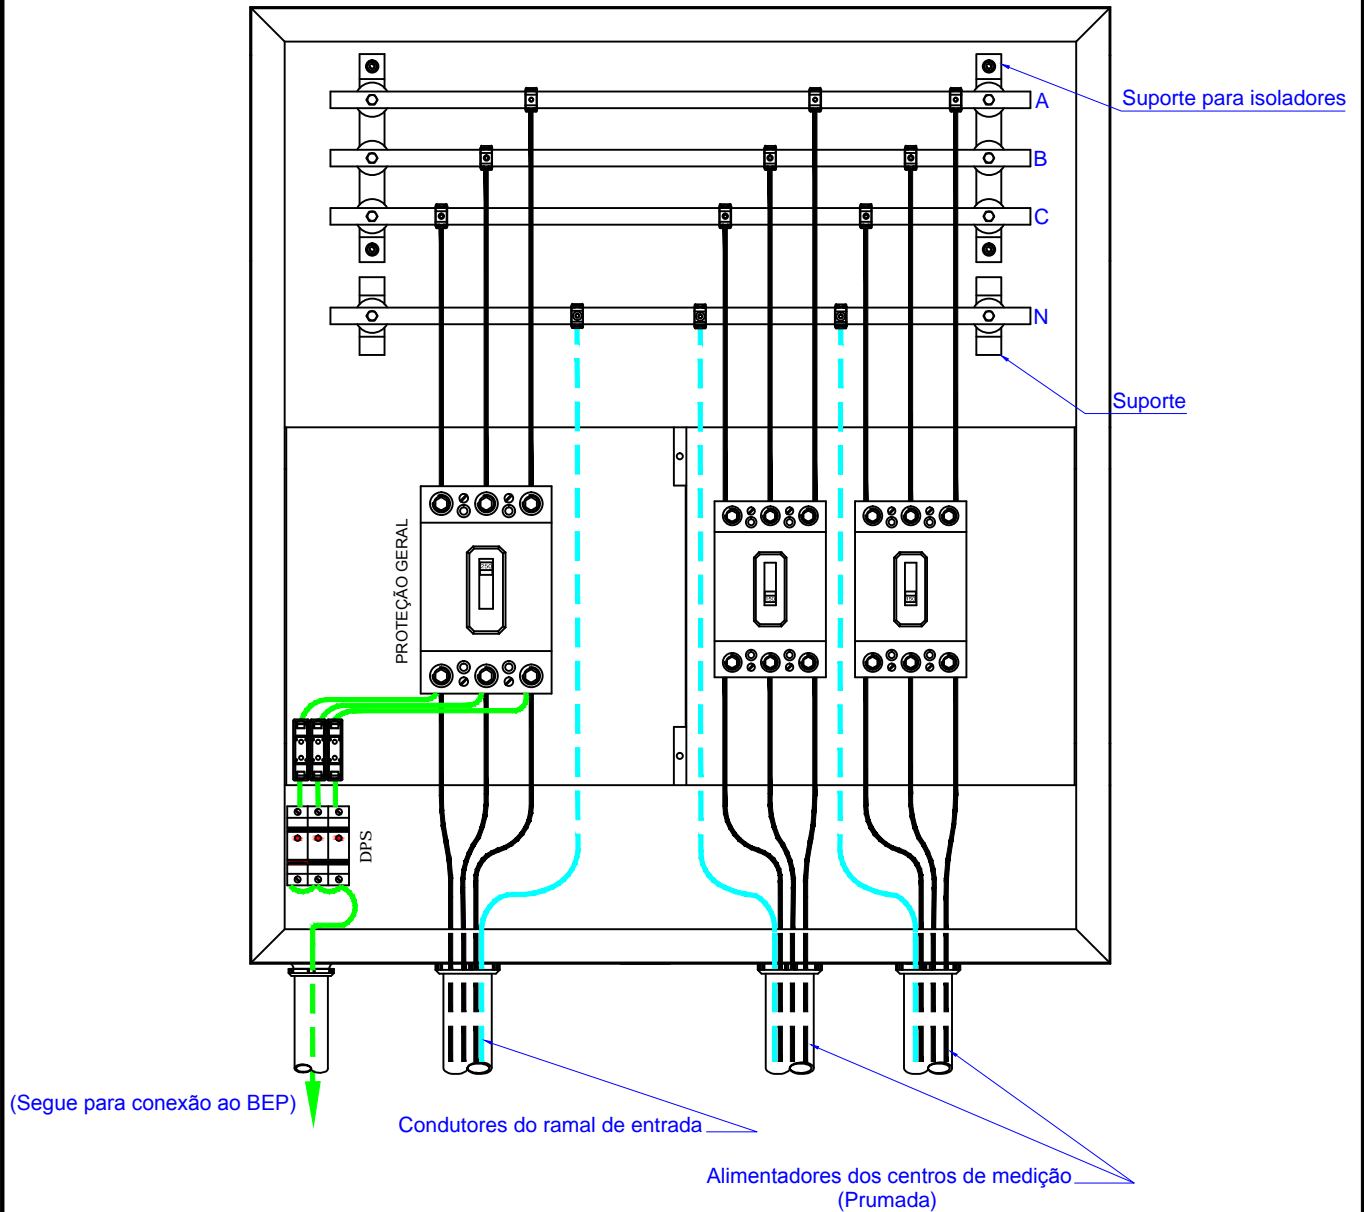 A
Suporte para isoladores
B
C
N
Suporte
PROTEÇÃO GERAL
250
DPS
(Segue para conexão ao BEP)
Condutores do ramal de entrada
Alimentadores dos centros de medição
(Prumada)